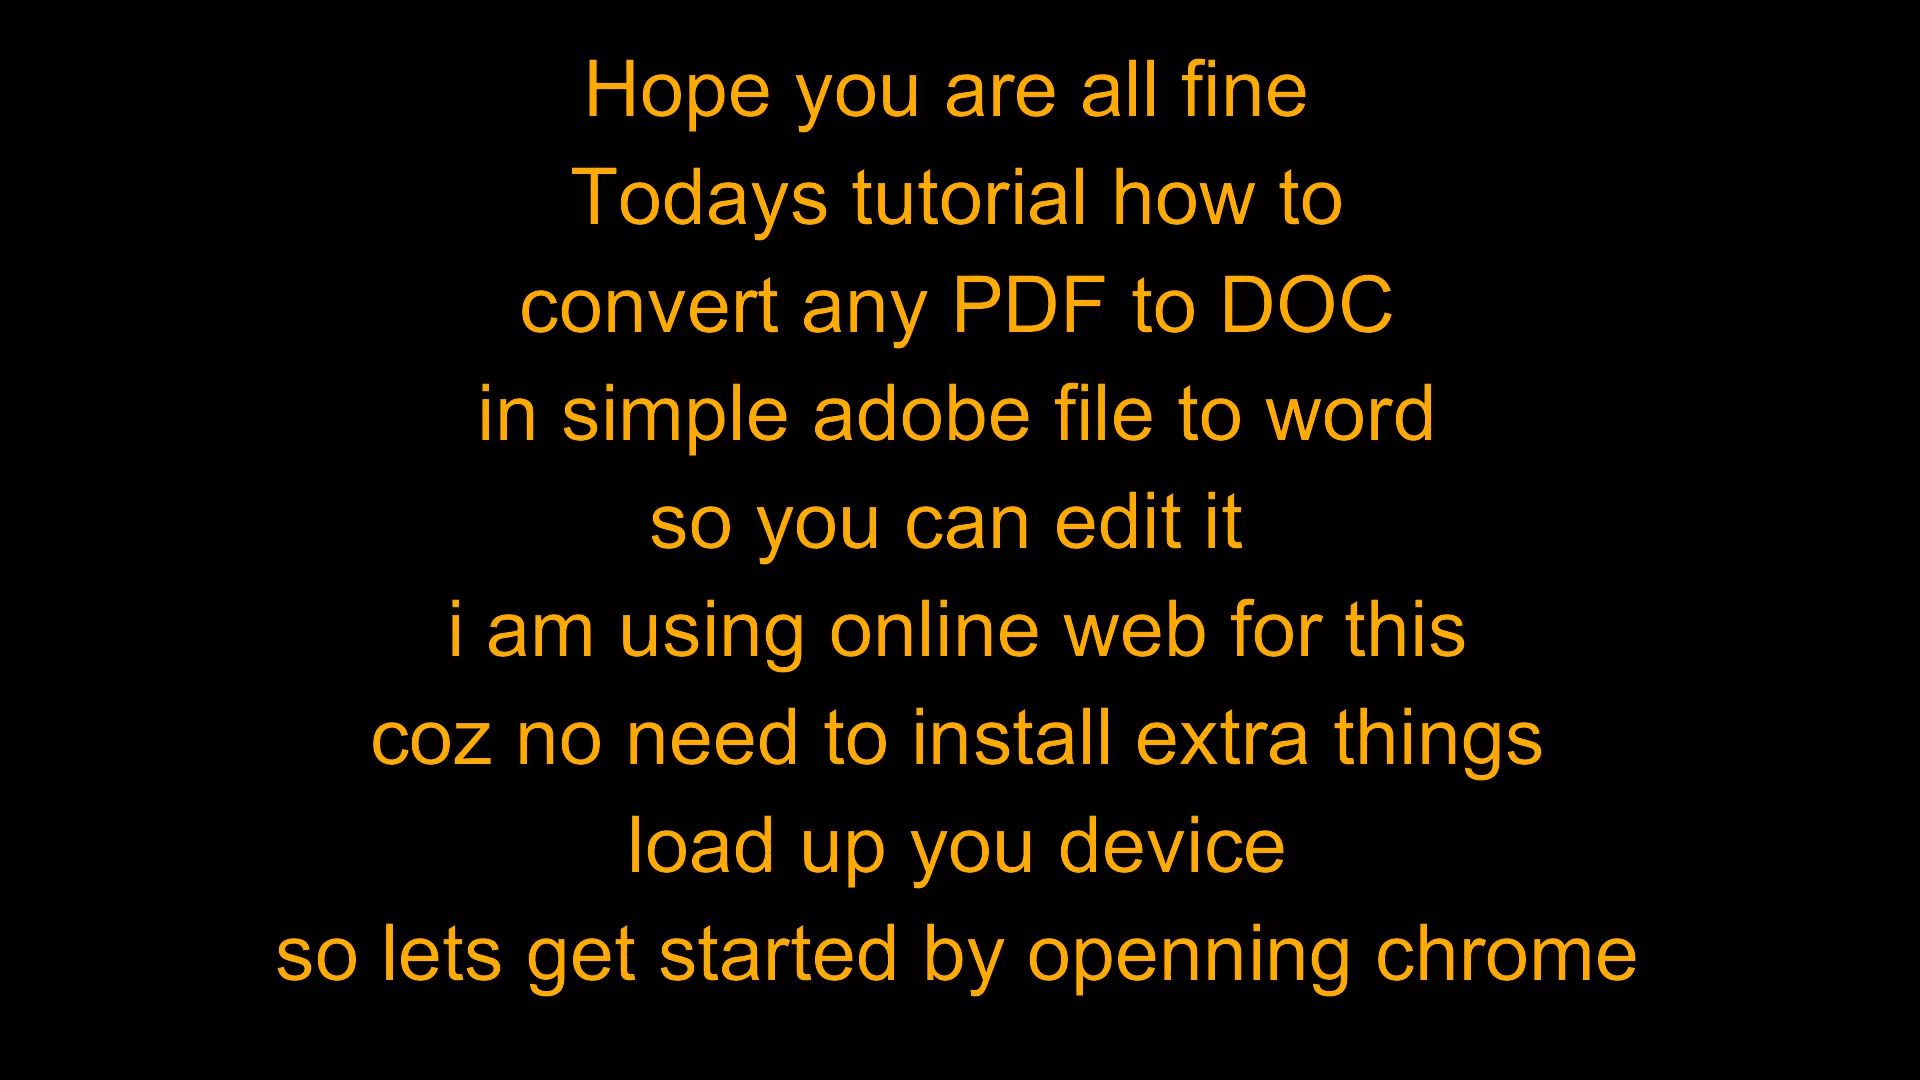 Hope you are all fine
Todays tutorial how to
convert any PDF to DOC
in simple adobe file to word
so you can edit it
i am using online web for this
coz no need to install extra things
load up you device
so lets get started by openning chrome